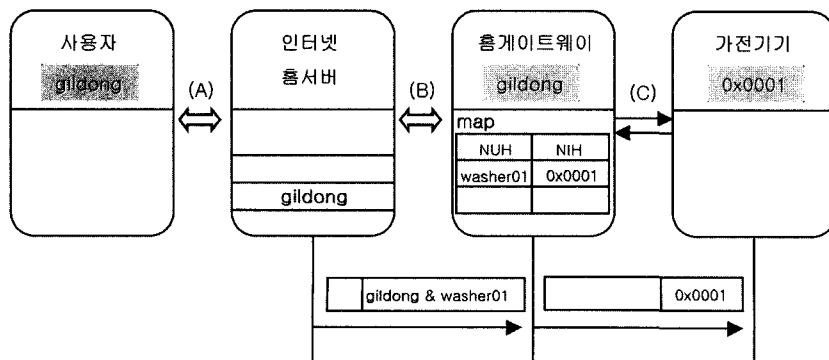 사용자
gildong
(A)
인터넷
홈서버
gildong
(B)
홈게이트웨이
gildong
map
NUH NIH
washer01 0x0001
(C)
가전기기
0x0001
gildong & washer01
0x0001